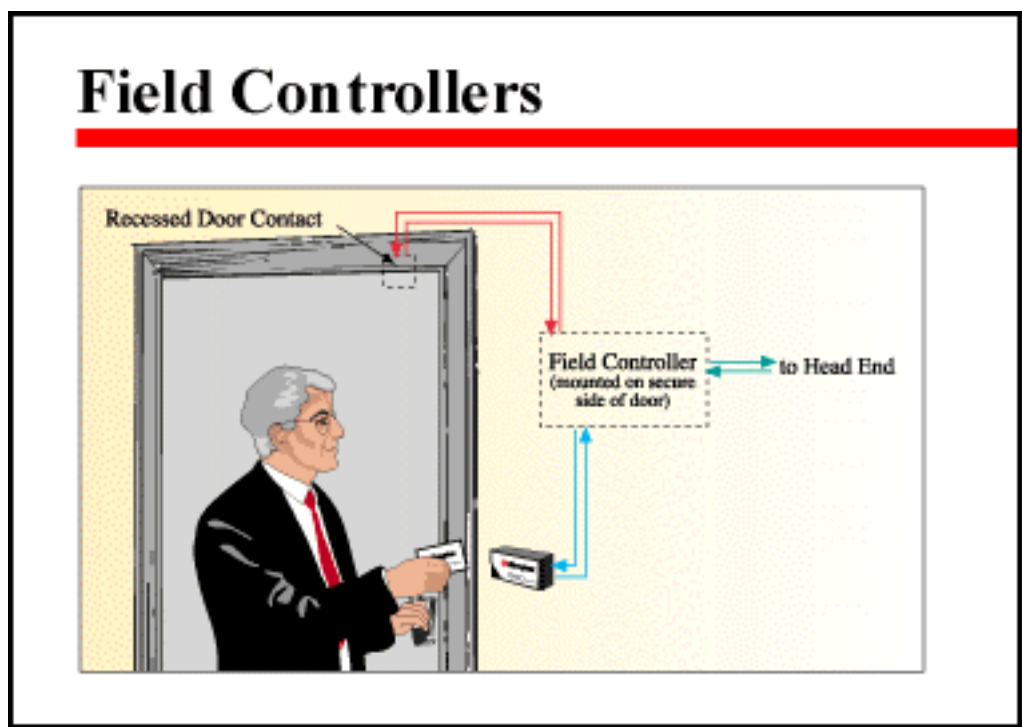 Field Controllers
Recessed Door Contact
Field Controller
(mounted on secure
side of door)
to Head End